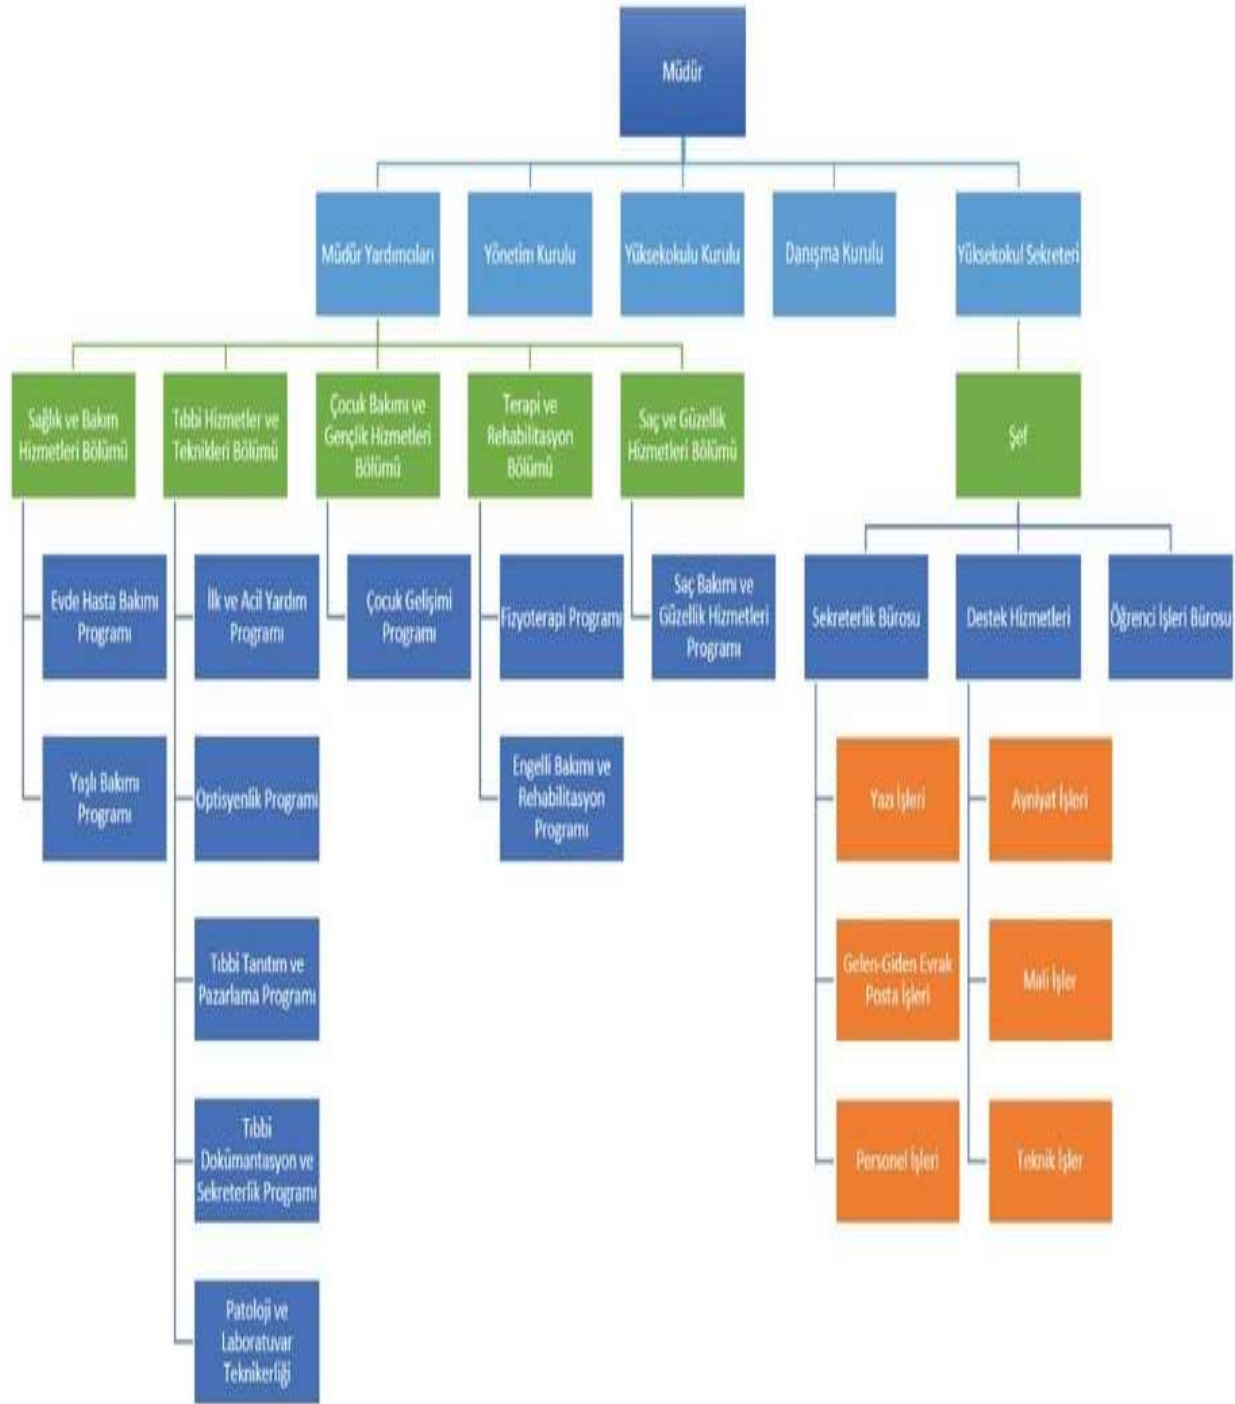 Müdür
Müdür Yardımcıları
Yönetim Kurulu
Yüksekokulu Kurulu
Danışma Kurulu
Yüksekokul Sekreteri
Sağlık ve Bakım
Hizmetleri Bölümü
Tıbbi Hizmetler ve
Teknikleri Bölümü
Çocuk Bakımı ve
Gençlik Hizmetleri
Bölümü
Terapi ve
Rehabilitasyon
Bölümü
Saç ve Güzellik
Hizmetleri Bölümü
Şef
Evde Hasta Bakımı
Programı
İlk ve Acil Yardım
Programı
Çocuk Gelişimi
Programı
Fizyoterapi Programı
Saç Bakımı ve
Güzellik Hizmetleri
Programı
Sekreterlik Bürosu
Destek Hizmetleri
Öğrenci İşleri Bürosu
Yaşlı Bakımı
Programı
Optisyenlik Programı
Engelli Bakımı ve
Rehabilitasyon
Programı
Yazı İşleri
Ayniyat İşleri
Tıbbi Tanıtım ve
Pazarlama Programı
Gelen-Giden Evrak
Posta İşleri
Mali İşler
Tıbbi
Dokümantasyon ve
Sekreterlik Programı
Personel İşleri
Teknik İşler
Patoloji ve
Laboratuvar
Teknikerliği